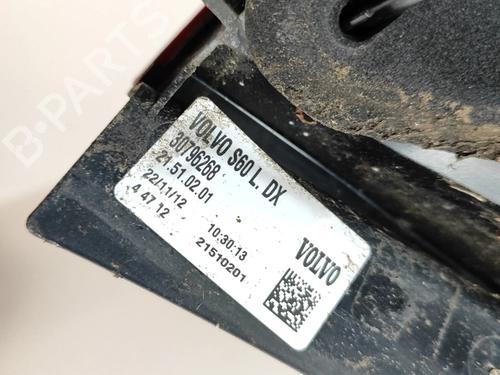 VOLVO S60 L. DX
30796268
21.51.02.01
22/11/12 10:30:13
4 47 12 21510201
VOLVO
B-PARTS